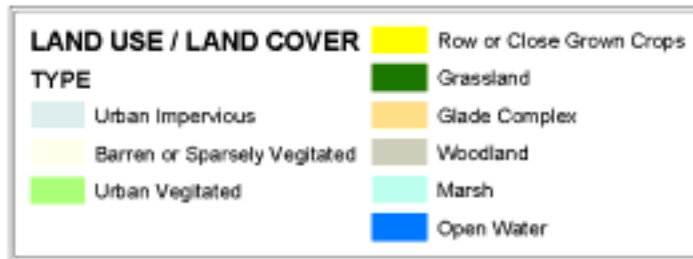 LAND USE / LAND COVER
TYPE
Urban Impervious
Barren or Sparsely Vegitated
Urban Vegitated
Row or Close Grown Crops
Grassland
Glade Complex
Woodland
Marsh
Open Water